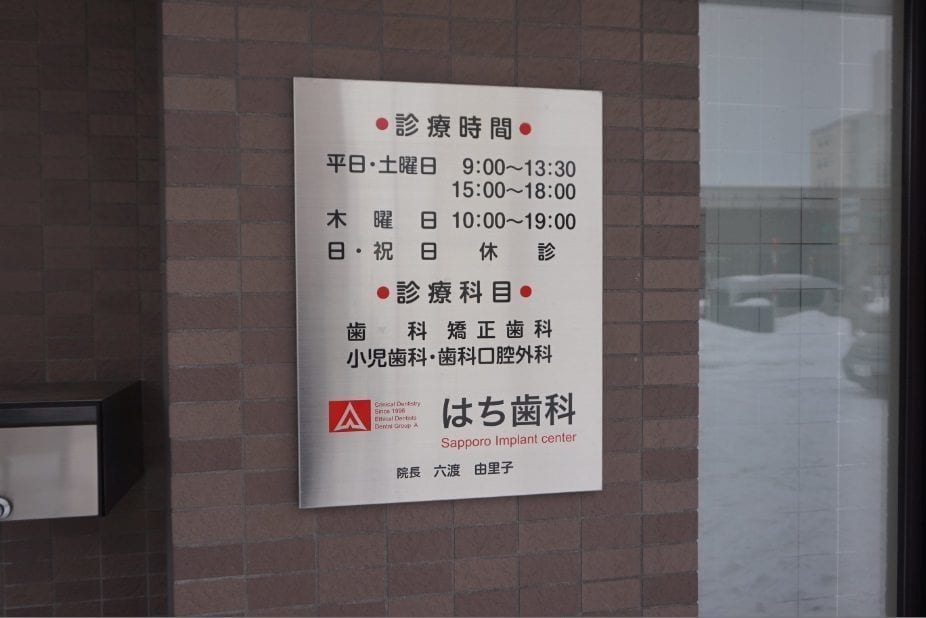 ●診療時間●
平日・土曜日 9:00～13:30
15:00～18:00
木曜日 10:00～19:00
日・祝日 休診
●診療科目●
歯科 矯正歯科
小児歯科・歯科口腔外科
Clinical Dentistry
Since 1996
Ethical Dentists
Dental Group A
はち歯科
Sapporo Implant center
院長 六渡 由里子